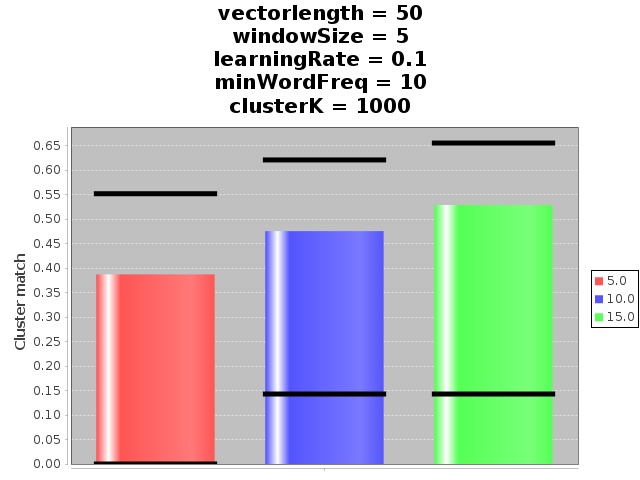 vectorlength = 50
windowSize = 5
learningRate = 0.1
minWordFreq = 10
clusterK = 1000
Cluster match
0.65
0.60
0.55
0.50
0.45
0.40
0.35
0.30
0.25
0.20
0.15
0.10
0.05
0.00
5.0
10.0
15.0